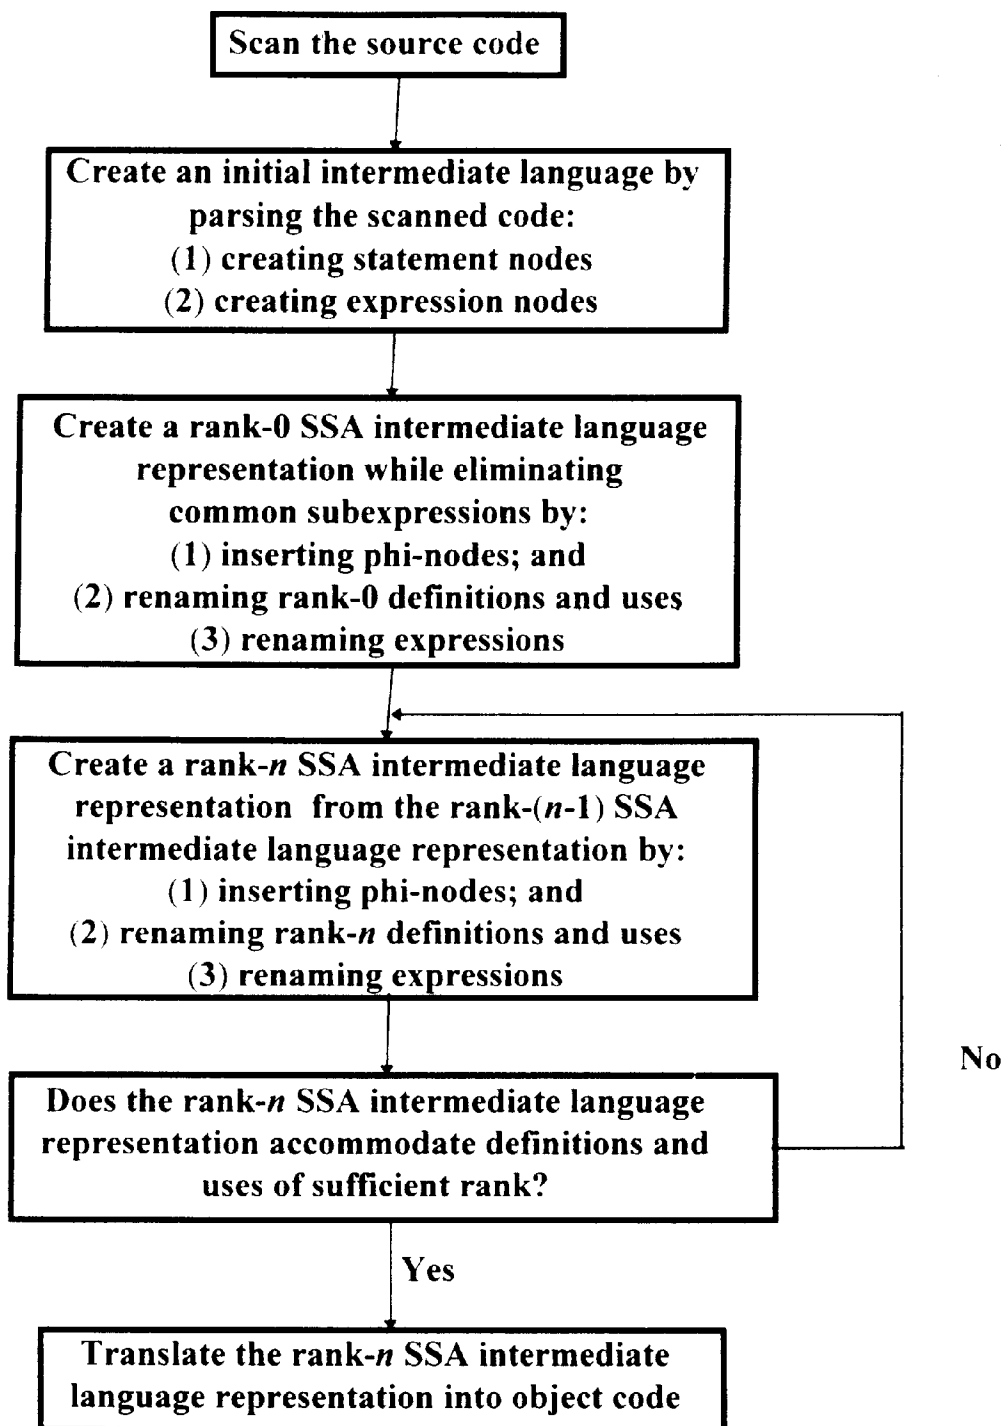 Scan the source code
Create an initial intermediate language by
parsing the scanned code:
(1) creating statement nodes
(2) creating expression nodes
Create a rank-0 SSA intermediate language
representation while eliminating
common subexpressions by:
(1) inserting phi-nodes; and
(2) renaming rank-0 definitions and uses
(3) renaming expressions
Create a rank-n SSA intermediate language
representation from the rank-(n-1) SSA
intermediate language representation by:
(1) inserting phi-nodes; and
(2) renaming rank-n definitions and uses
(3) renaming expressions
No
Does the rank-n SSA intermediate language
representation accommodate definitions and
uses of sufficient rank?
Yes
Translate the rank-n SSA intermediate
language representation into object code